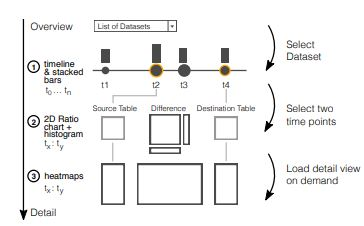 Overview
List of Datasets
Select
Dataset
1 timeline
& stacked
bars
t0 ... tn
t1 t2 t3 t4
Source Table Difference Destination Table
Select two
time points
2 2D Ratio
chart +
histogram
tx : ty
3 heatmaps
tx : ty
Load detail view
on demand
Detail